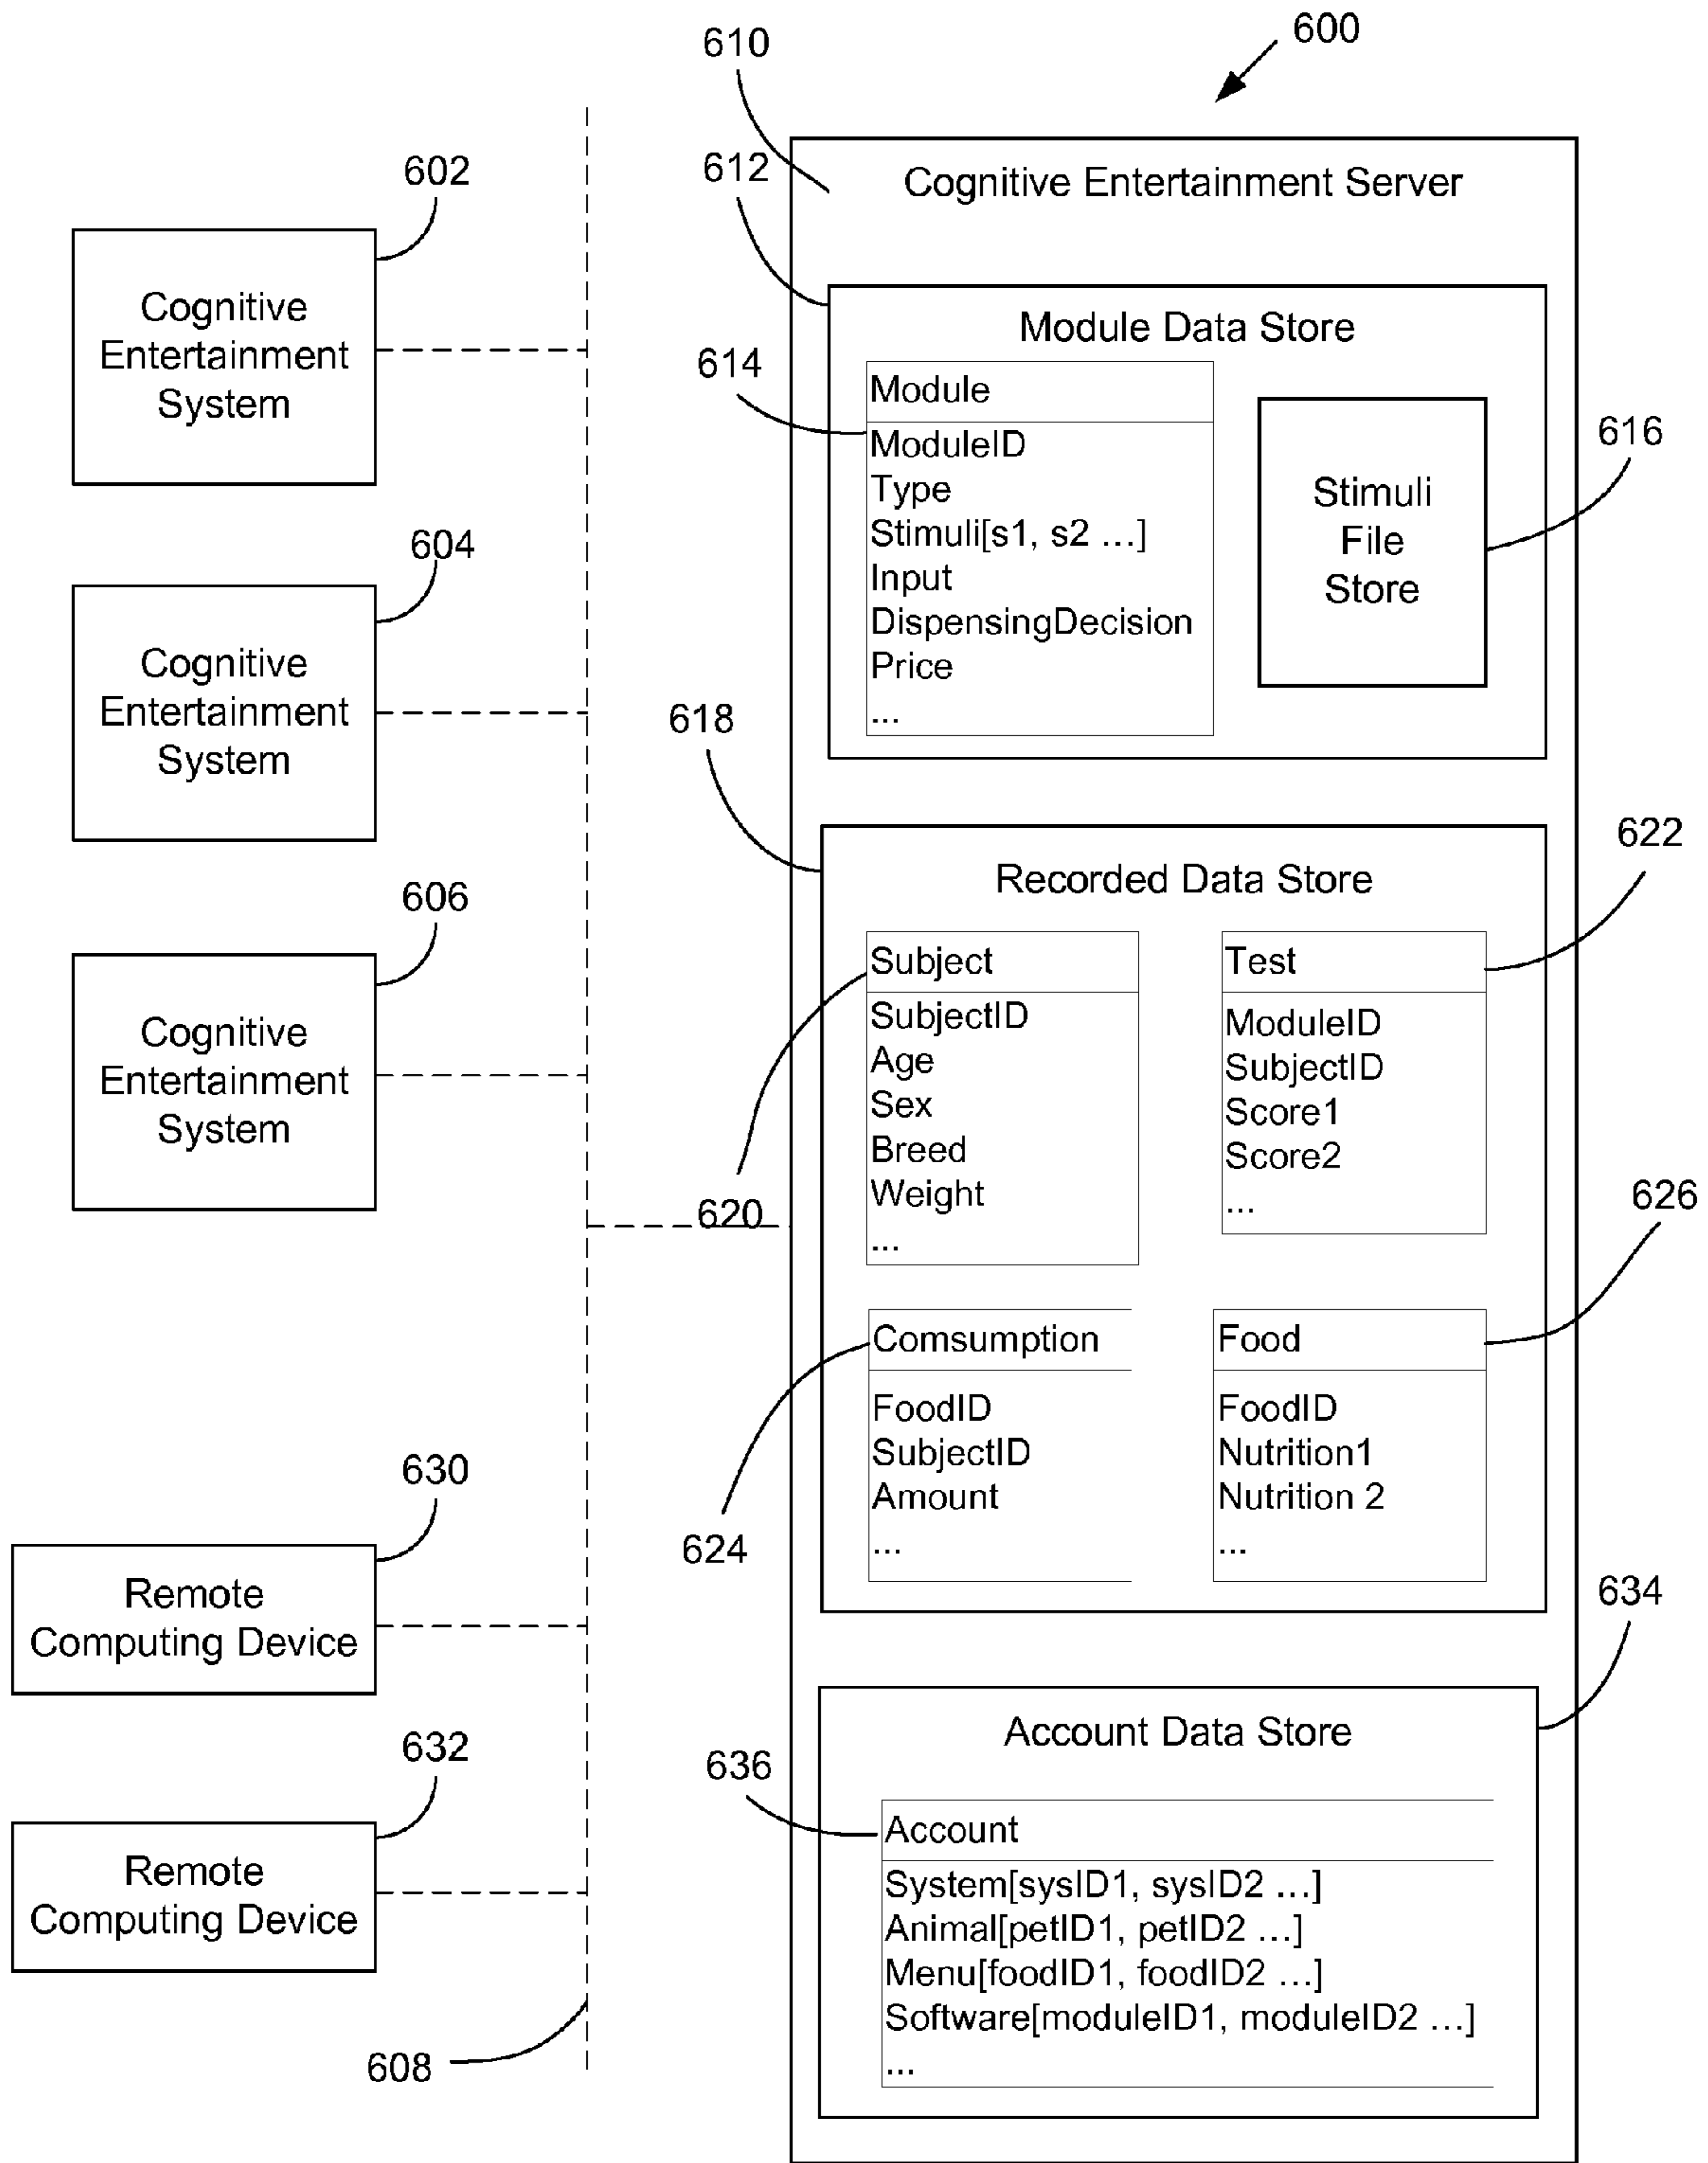 600
610
612
Cognitive Entertainment Server
602
Cognitive
Entertainment
System
Module Data Store
614
Module
ModuleID
Type
Stimuli[s1, s2 ...]
Input
DispensingDecision
Price
...
616
Stimuli
File
Store
604
Cognitive
Entertainment
System
618
622
Recorded Data Store
606
Cognitive
Entertainment
System
Subject
SubjectID
Age
Sex
Breed
Weight
...
620
Test
ModuleID
SubjectID
Score1
Score2
...
626
Comsumption
FoodID
SubjectID
Amount
...
624
Food
FoodID
Nutrition1
Nutrition 2
...
630
Remote
Computing Device
634
Account Data Store
632
Remote
Computing Device
636
Account
System[sysID1, sysID2 ...]
Animal[petID1, petID2 ...]
Menu[foodID1, foodID2 ...]
Software[moduleID1, moduleID2 ...]
...
608